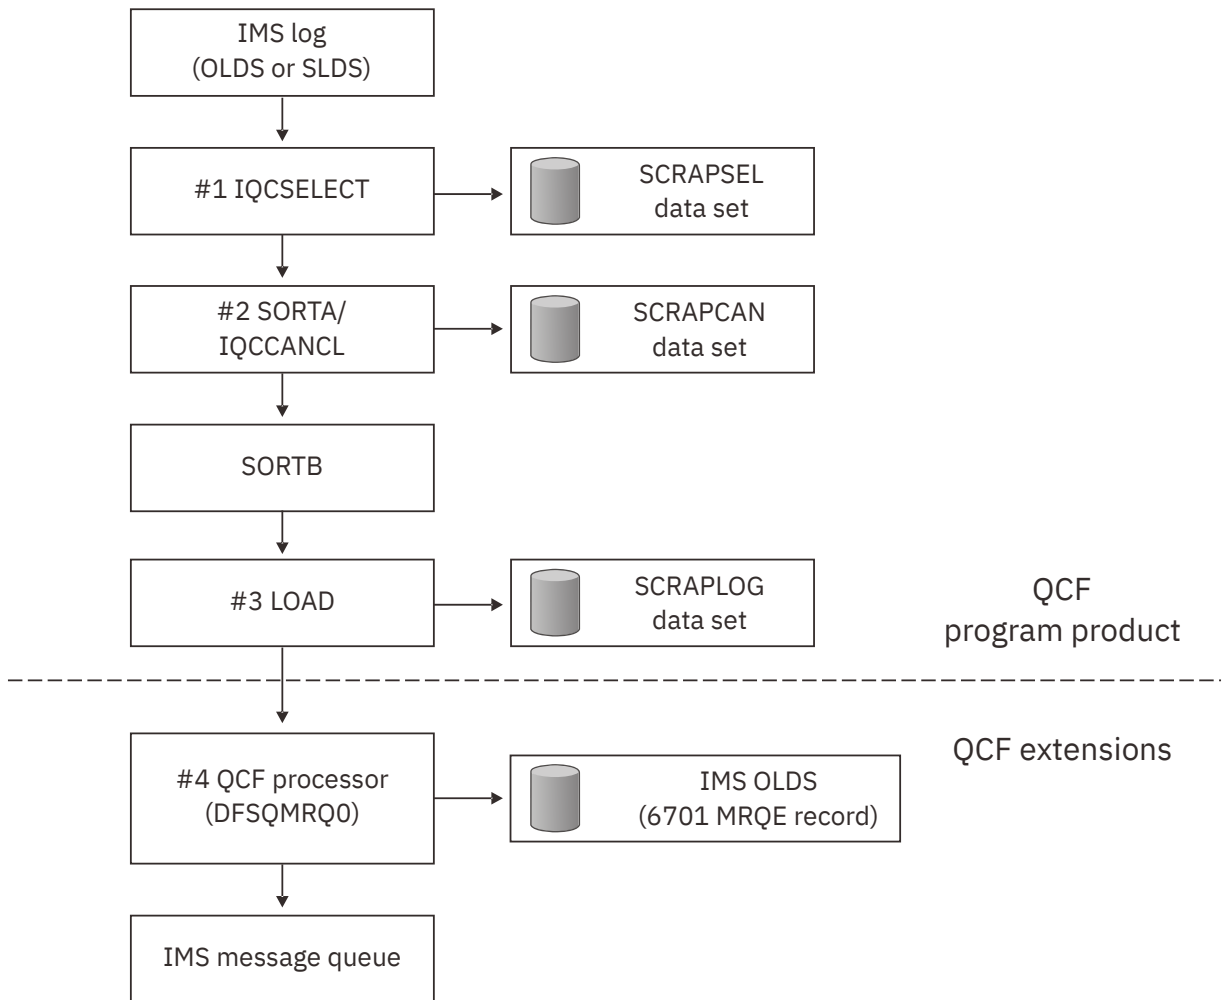 IMS log
(OLDS or SLDS)
#1 IQCSELECT
SCRAPSEL
data set
#2 SORTA/
IQCCANCL
SCRAPCAN
data set
SORTB
#3 LOAD
SCRAPLOG
data set
QCF
program product
QCF extensions
#4 QCF processor
(DFSQMRQ0)
IMS OLDS
(6701 MRQE record)
IMS message queue